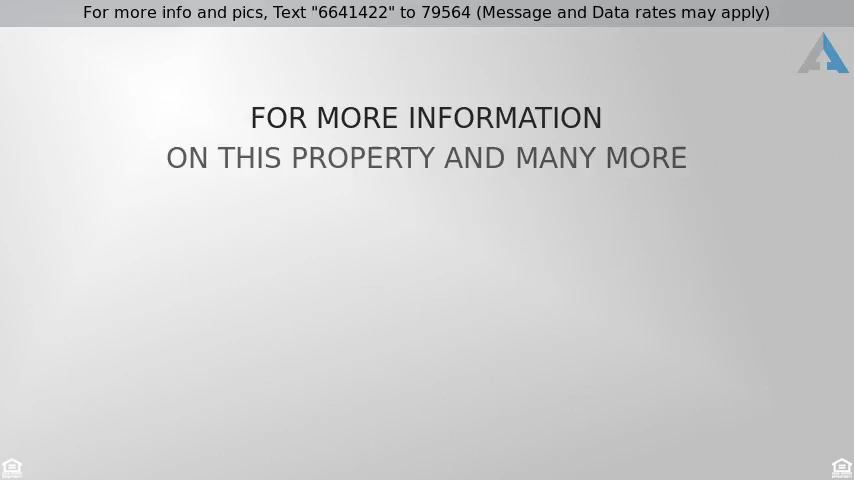 For more info and pics, Text "6641422" to 79564 (Message and Data rates may apply)
FOR MORE INFORMATION
ON THIS PROPERTY AND MANY MORE